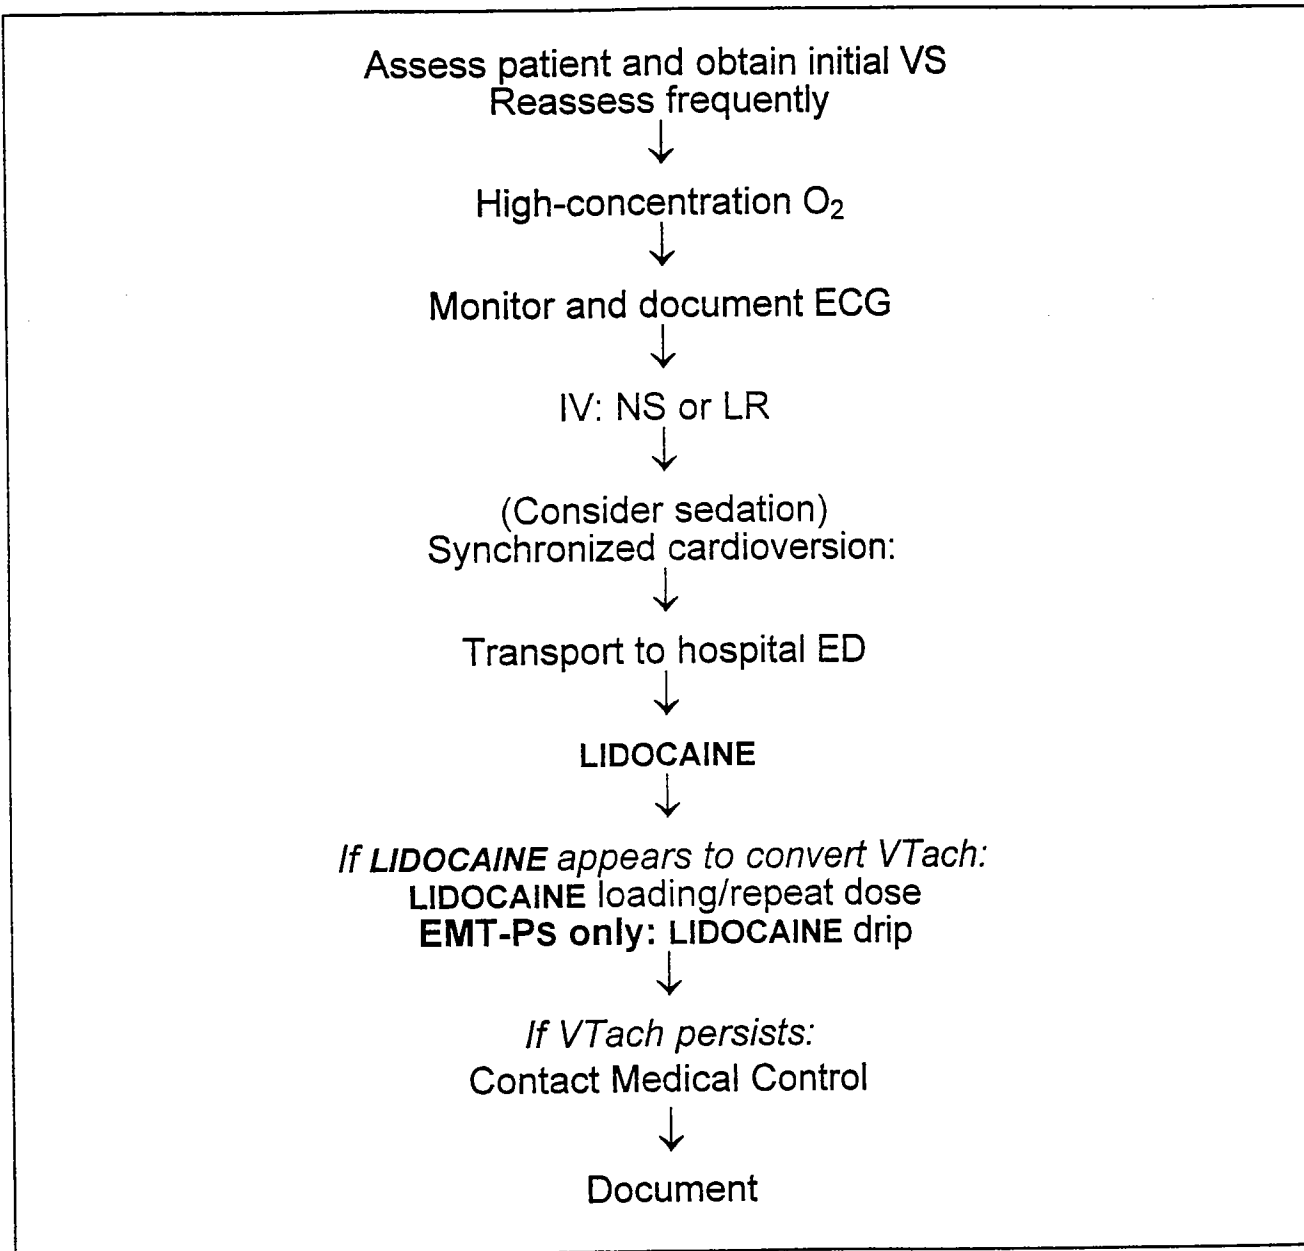 Assess patient and obtain initial VS
Reassess frequently
↓
High-concentration O₂
↓
Monitor and document ECG
↓
IV: NS or LR
↓
(Consider sedation)
Synchronized cardioversion:
↓
Transport to hospital ED
↓
LIDOCAINE
↓
If LIDOCAINE appears to convert VTach:
LIDOCAINE loading/repeat dose
EMT-PS only: LIDOCAINE drip
↓
If VTach persists:
Contact Medical Control
↓
Document